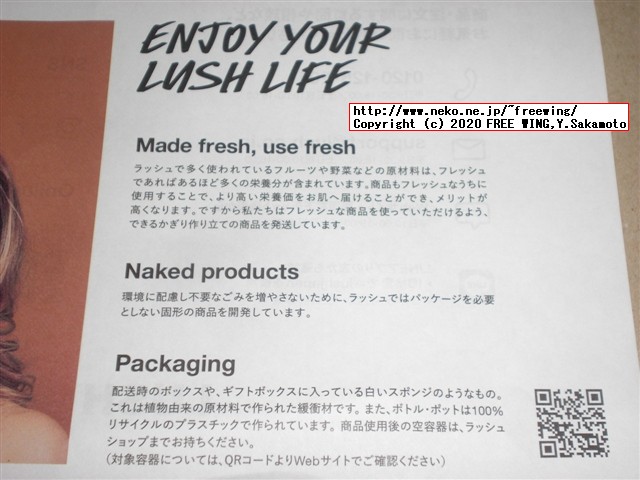 ENJOY YOUR
LUSH LIFE
http://www.neko.ne.jp/~freewing/
Copyright (c) 2020 FREE WING,Y.Sakamoto
Made fresh, use fresh
ラッシュで多く使われているフルーツや野菜などの原材料は、フレッシュ
であればあるほど多くの栄養分が含まれています。商品もフレッシュなうちに
使用することで、より高い栄養価をお肌へ届けることができ、メリットが
高くなります。ですから私たちはフレッシュな商品を使っていただけるよう、
できるかぎり作り立ての商品を発送しています。
Naked products
環境に配慮し不要なごみを増やさないために、ラッシュではパッケージを必要
としない固形の商品を開発しています。
Packaging
配送時のボックスや、ギフトボックスに入っている白いスポンジのようなもの。
これは植物由来の原材料で作られた緩衝材です。また、ボトル・ポットは100%
リサイクルのプラスチックで作られています。商品使用後の空容器は、ラッシュ
ショップまでお持ちください。
(対象容器については、QRコードよりWebサイトでご確認ください)